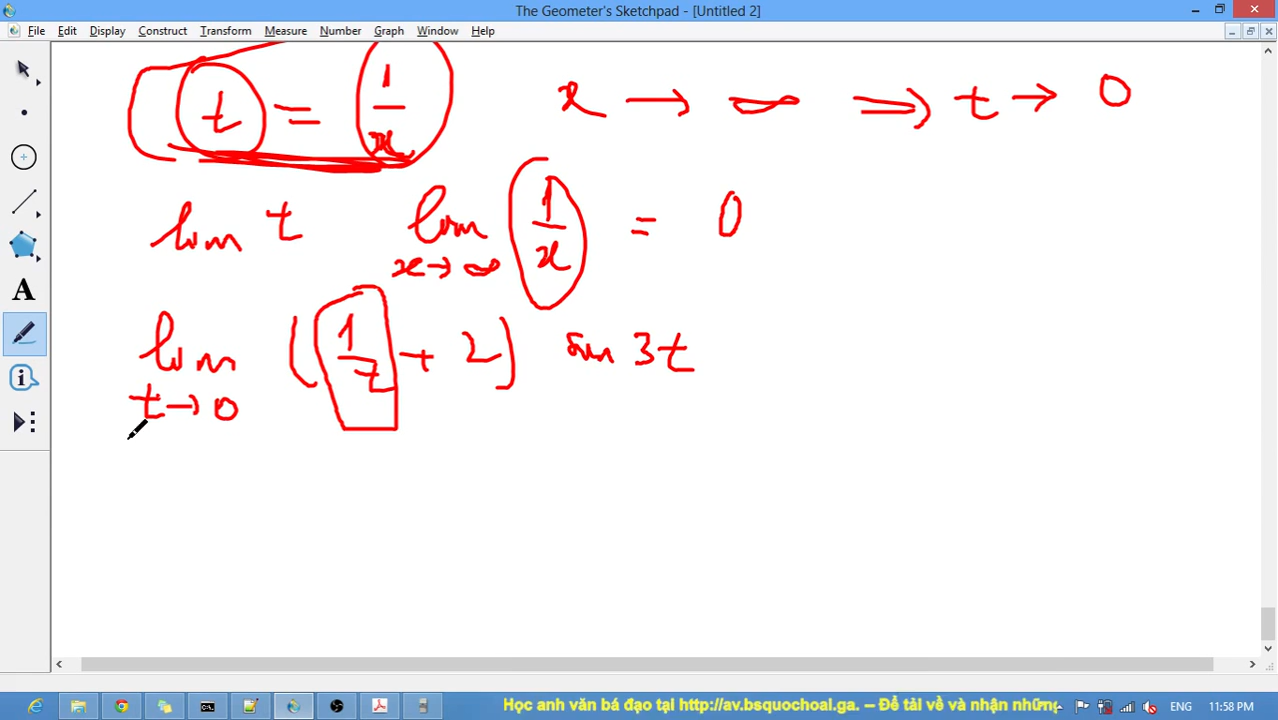 The Geometer's Sketchpad - [Untitled 2]
File Edit Display Construct Transform Measure Number Graph Window Help
t = 1/x x → ∞ ⟹ t → 0
lim t lim x→∞ 1/x = 0
lim t→0 (1/t + 2) sin 3t
A
Học anh văn bá đạo tại http://av.bsquochoai.ga. – Để tải về và nhận những
ENG 11:58 PM